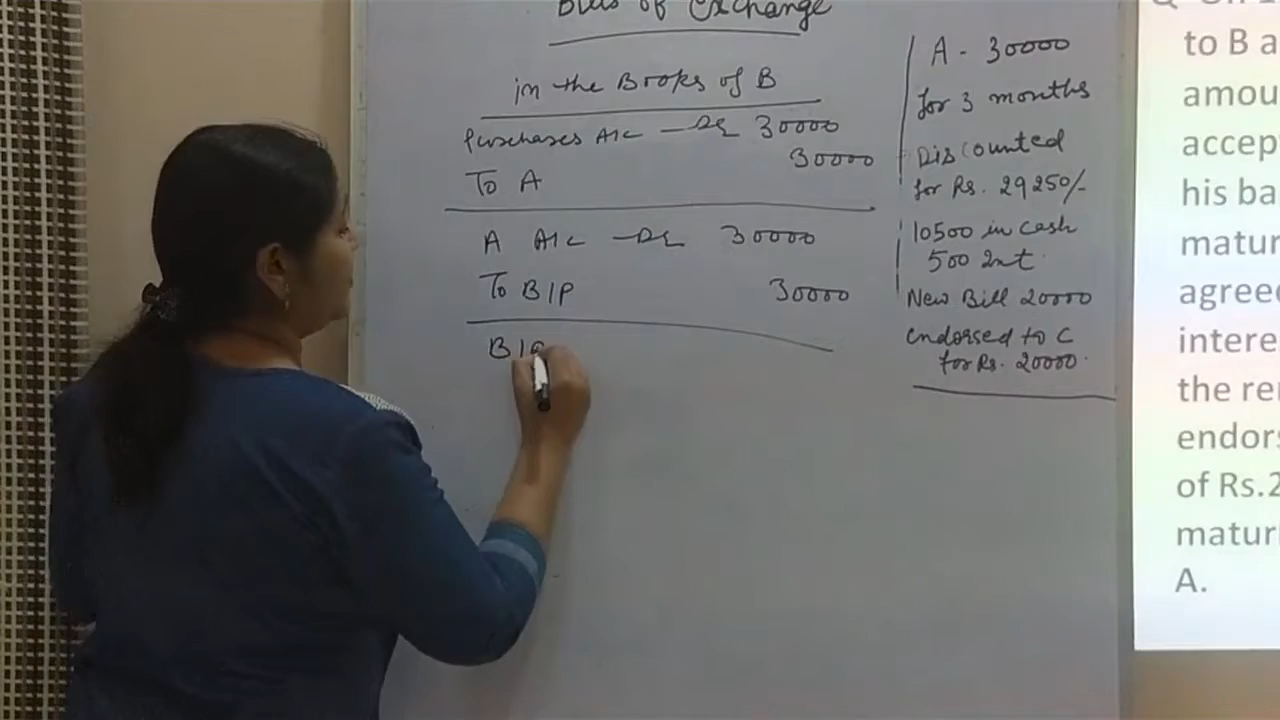 Bills of Exchange
in the Books of B
Purchases A/c — Dr 30000
30000
To A
A A/c — Dr 30000
To B/P 30000
B/P
A - 30000
for 3 months
Discounted
for Rs. 29250/-
10500 in cash
500 Int.
New Bill 20000
endorsed to C
for Rs. 20000.
to B a
amou
accep
his ba
matur
agreed
intere
the re
endors
of Rs.2
maturi
A.